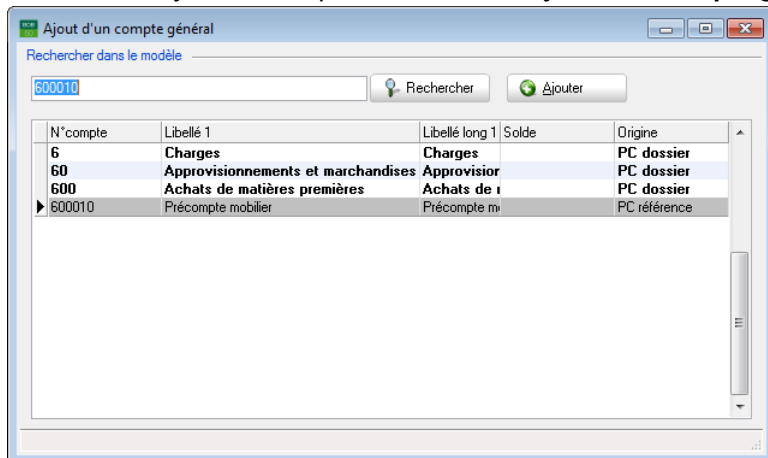 Ajout d'un compte général
Rechercher dans le modèle
600010 Rechercher Ajouter
N°compte Libellé 1 Libellé long 1 Solde Origine
6 Charges Charges PC dossier
60 Approvisionnements et marchandises Approvision PC dossier
600 Achats de matières premières Achats de PC dossier
600010 Précompte mobilier Précompte PC référence